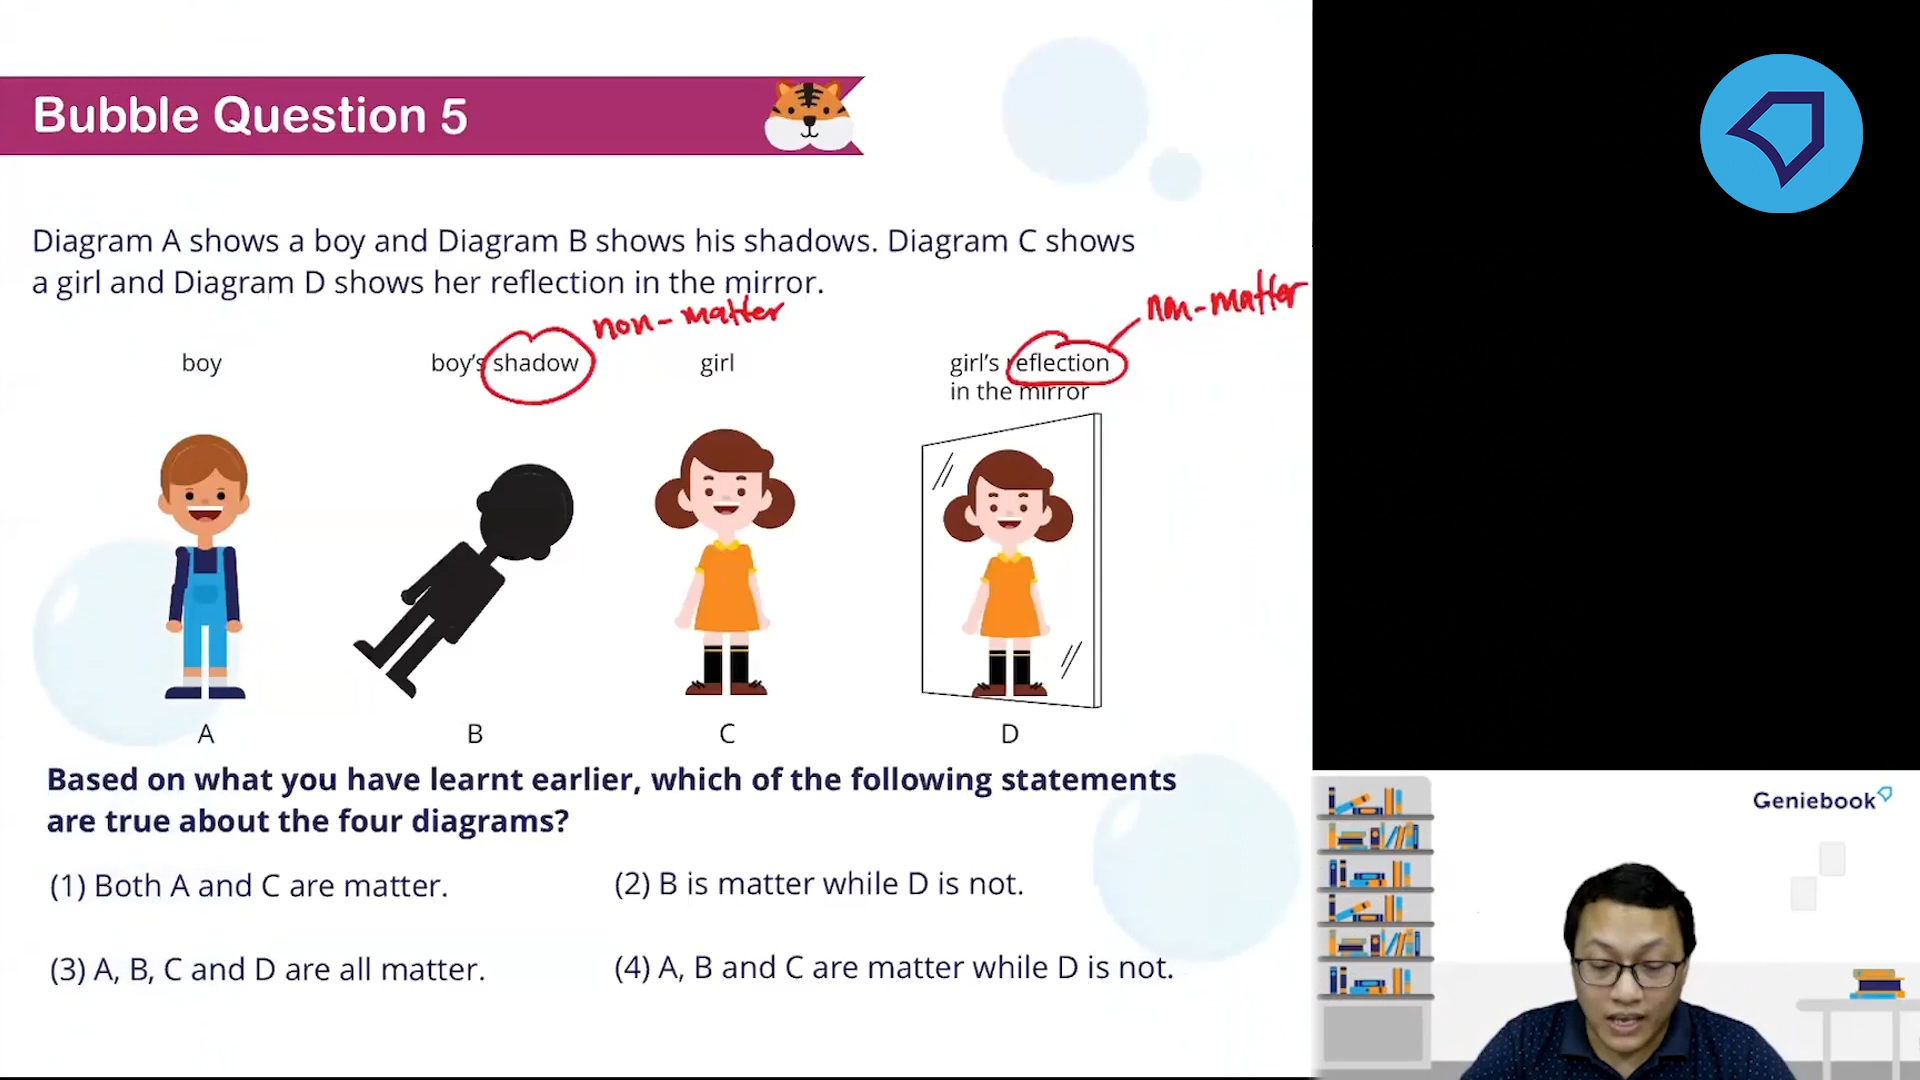 Bubble Question 5
Diagram A shows a boy and Diagram B shows his shadows. Diagram C shows
a girl and Diagram D shows her reflection in the mirror.
non-matter
non-matter
boy
boy's shadow
girl
girl's reflection
in the mirror
A
B
C
D
Based on what you have learnt earlier, which of the following statements
are true about the four diagrams?
(1) Both A and C are matter.
(2) B is matter while D is not.
(3) A, B, C and D are all matter.
(4) A, B and C are matter while D is not.
Geniebook